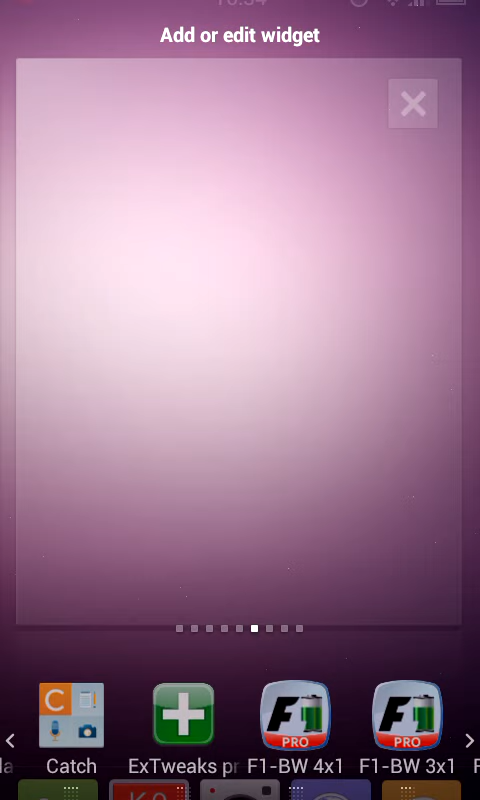 Add or edit widget
C
F
PRO
F
PRO
Catch
ExTweaks pr
F1-BW 4x1
F1-BW 3x1